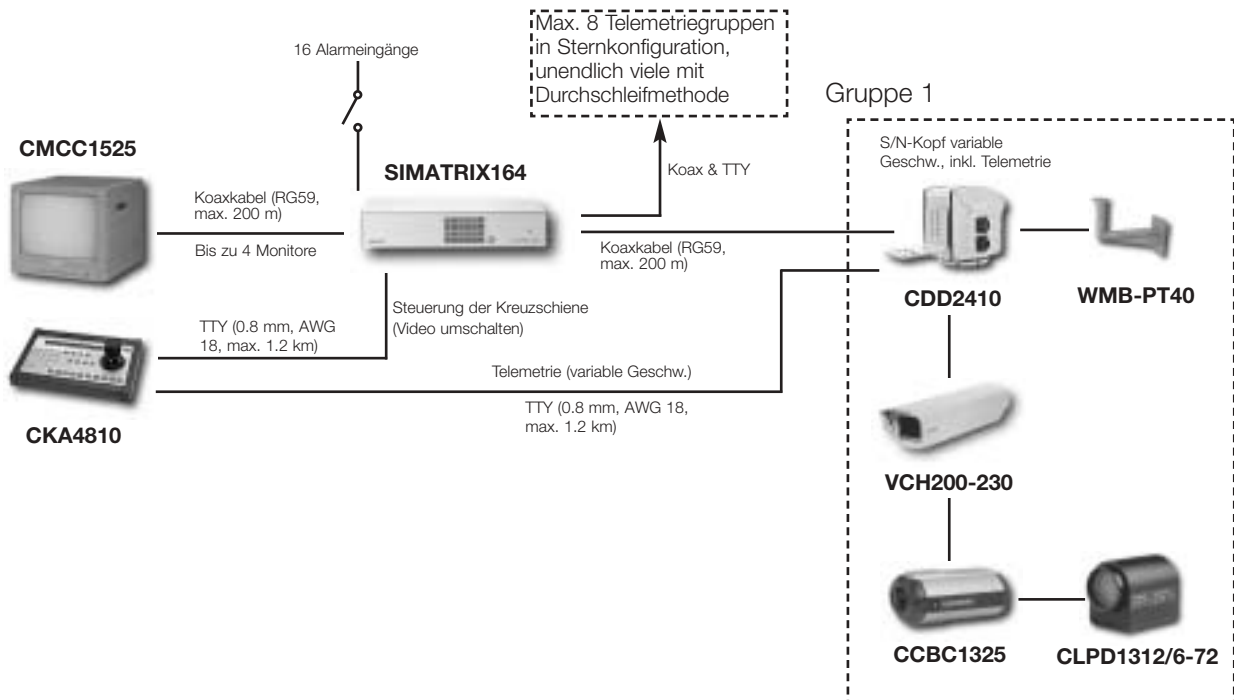 Max. 8 Telemetriegruppen
in Sternkonfiguration,
unendlich viele mit
Durchschleifmethode
16 Alarmeingänge
Gruppe 1
CMCC1525
Koaxkabel (RG59,
max. 200 m)
Bis zu 4 Monitore
SIMATRIX164
Koax & TTY
Koaxkabel (RG59,
max. 200 m)
S/N-Kopf variable
Geschw., inkl. Telemetrie
CDD2410
WMB-PT40
Steuerung der Kreuzschiene
(Video umschalten)
TTY (0.8 mm, AWG
18, max. 1.2 km)
CKA4810
Telemetrie (variable Geschw.)
TTY (0.8 mm, AWG 18,
max. 1.2 km)
VCH200-230
CCBC1325
CLPD1312/6-72